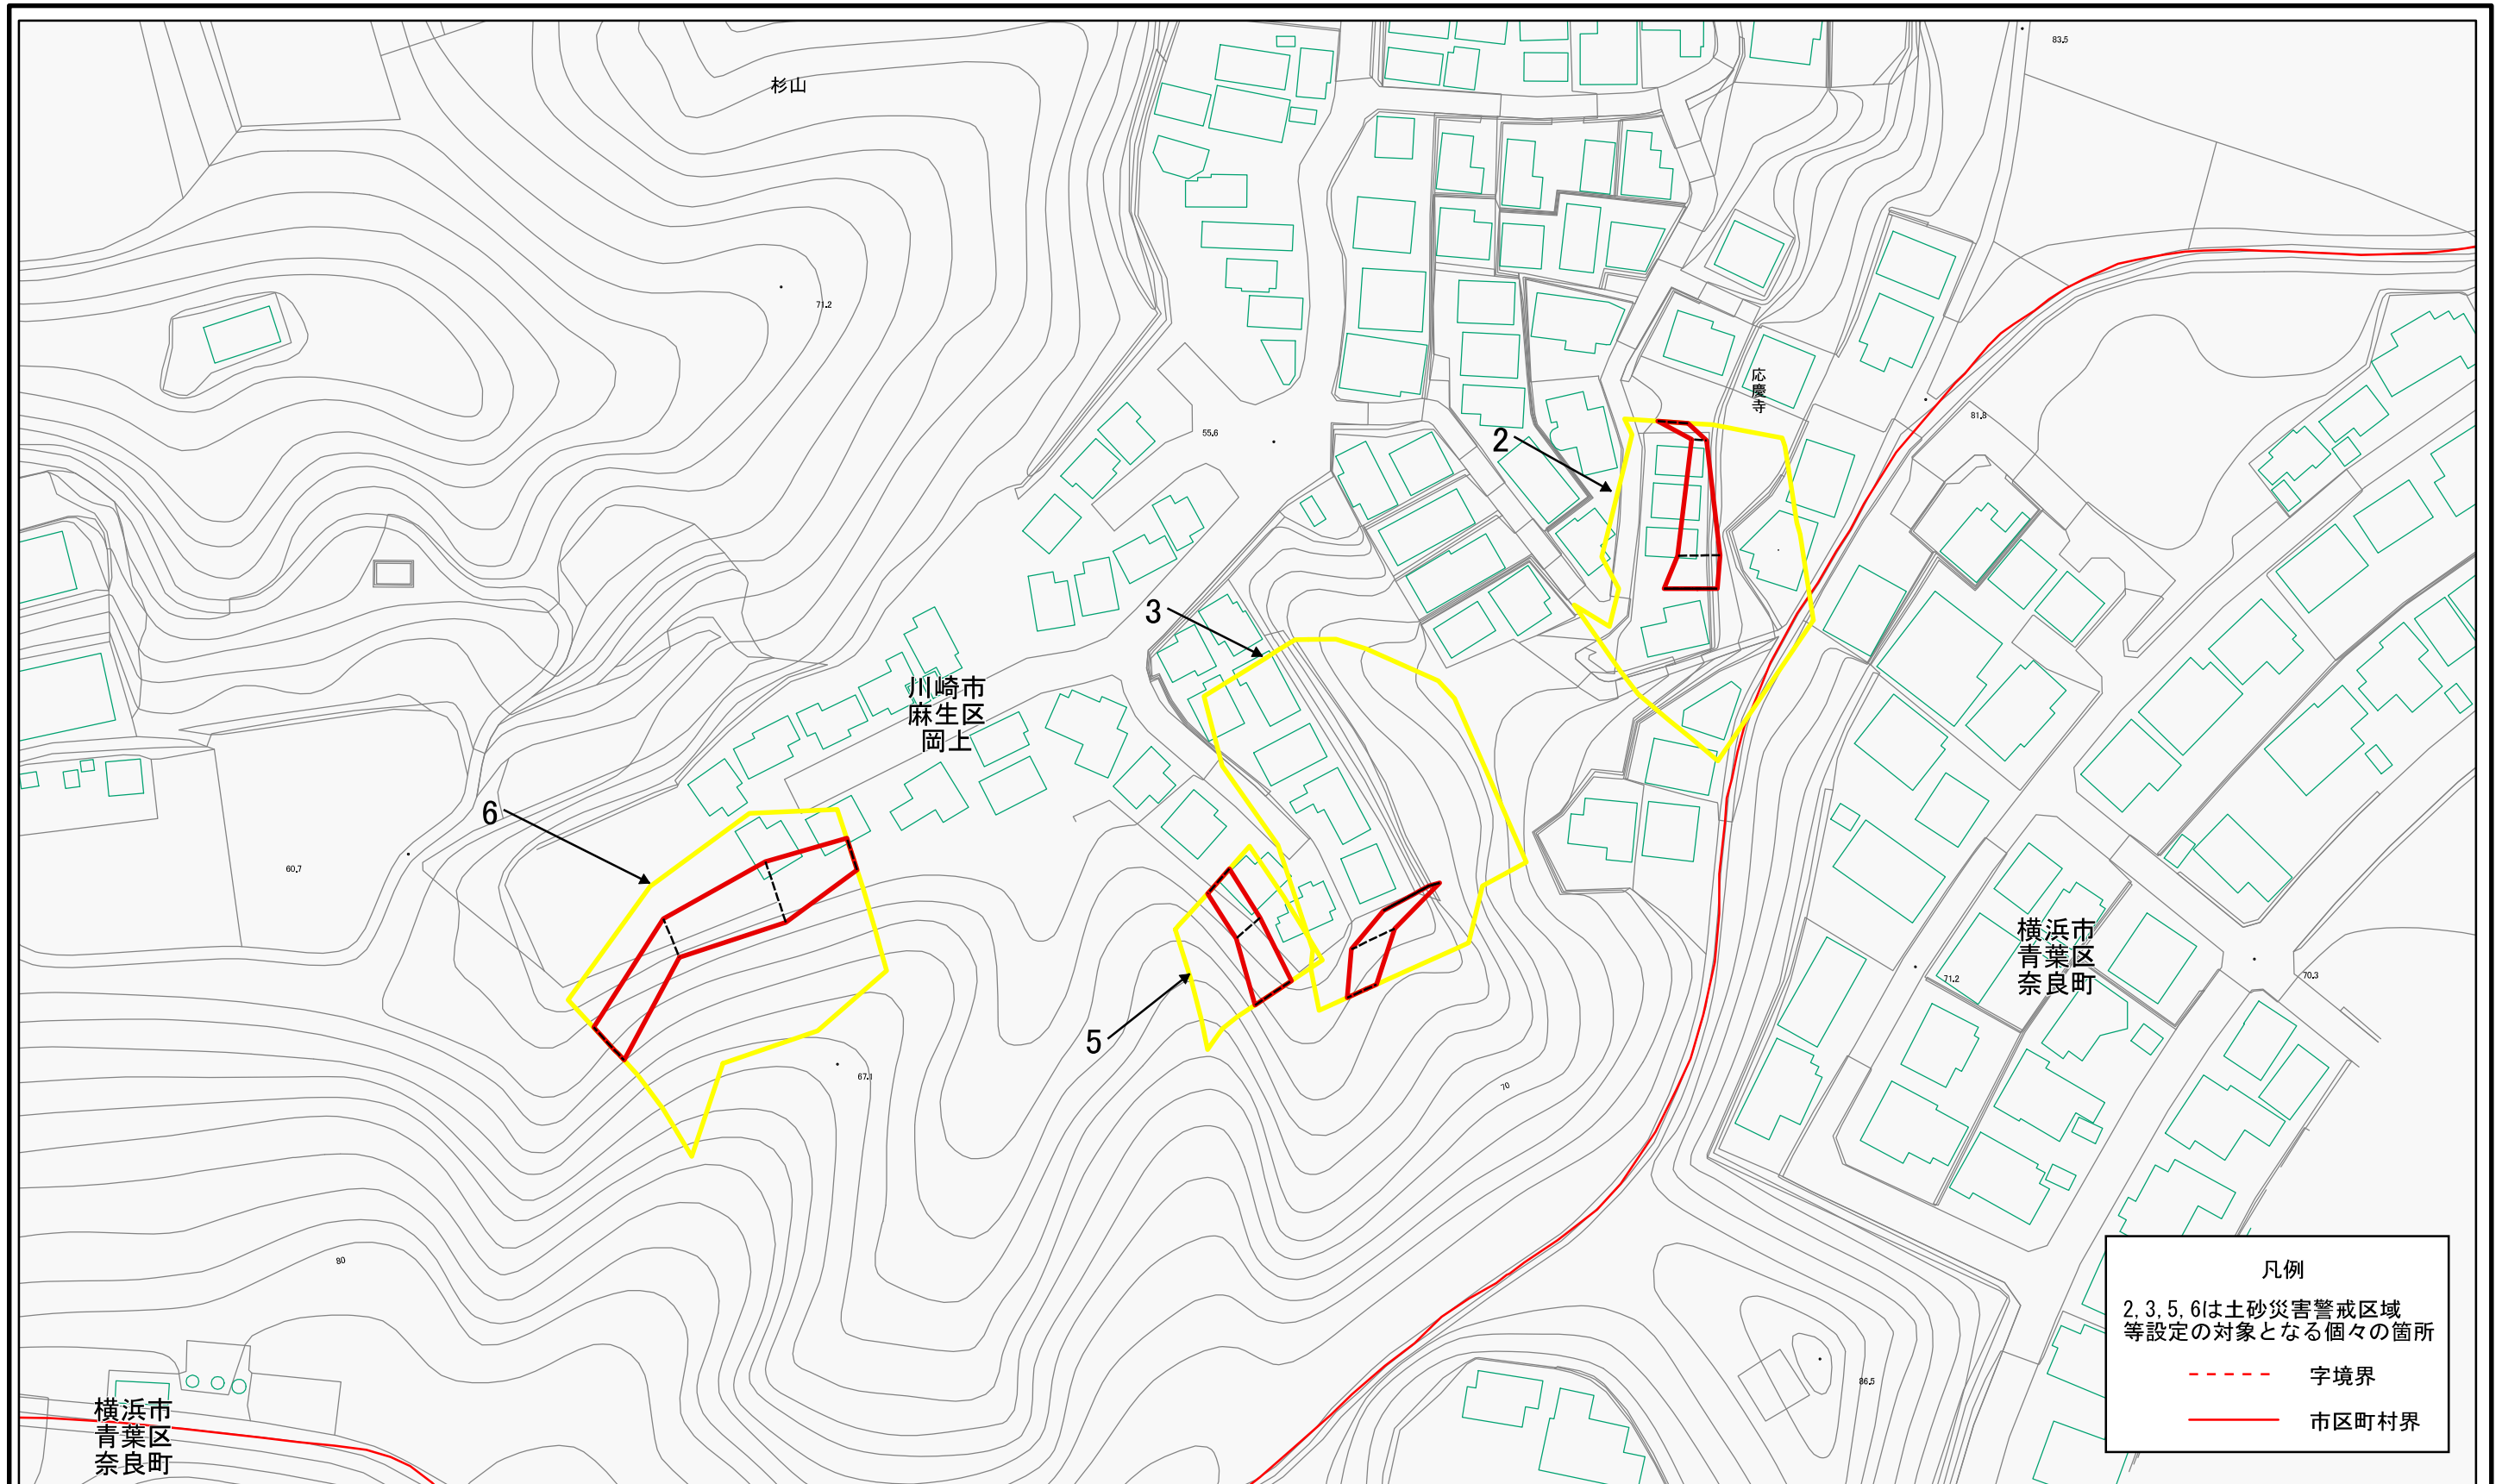 83.5
杉山
71.2
応慶寺
81.8
55.6
2
3
川崎市
麻生区
岡上
6
60.7
横浜市
青葉区
奈良町
71.2
70.3
5
67.1
70
80
凡例
2,3,5,6は土砂災害警戒区域
等設定の対象となる個々の箇所
字境界
市区町村界
86.5
横浜市
青葉区
奈良町